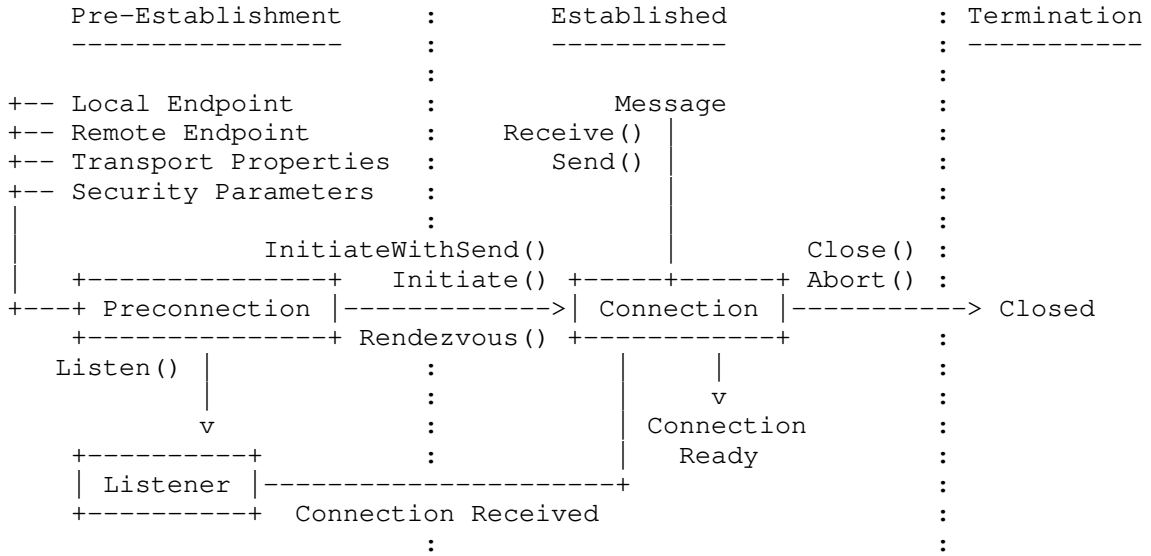 Pre-Establishment     :       Established             : Termination
    -----------------     :       -----------             : -----------
                          :                               :
+-- Local Endpoint        :           Message             :
+-- Remote Endpoint       :    Receive() |                :
+-- Transport Properties  :       Send() |                :
+-- Security Parameters   :              |                :
|                         :              |                :
|               InitiateWithSend()       |        Close() :
|   +---------------+   Initiate() +-----+------+ Abort() :
+---+ Preconnection |------------->| Connection |-----------> Closed
    +---------------+ Rendezvous() +------------+         :
   Listen() |             :           |     |             :
            |             :           |     v             :
            v             :           | Connection        :
    +----------+          :           |   Ready           :
    | Listener |----------------------+                   :
    +----------+  Connection Received                     :
                          :                               :